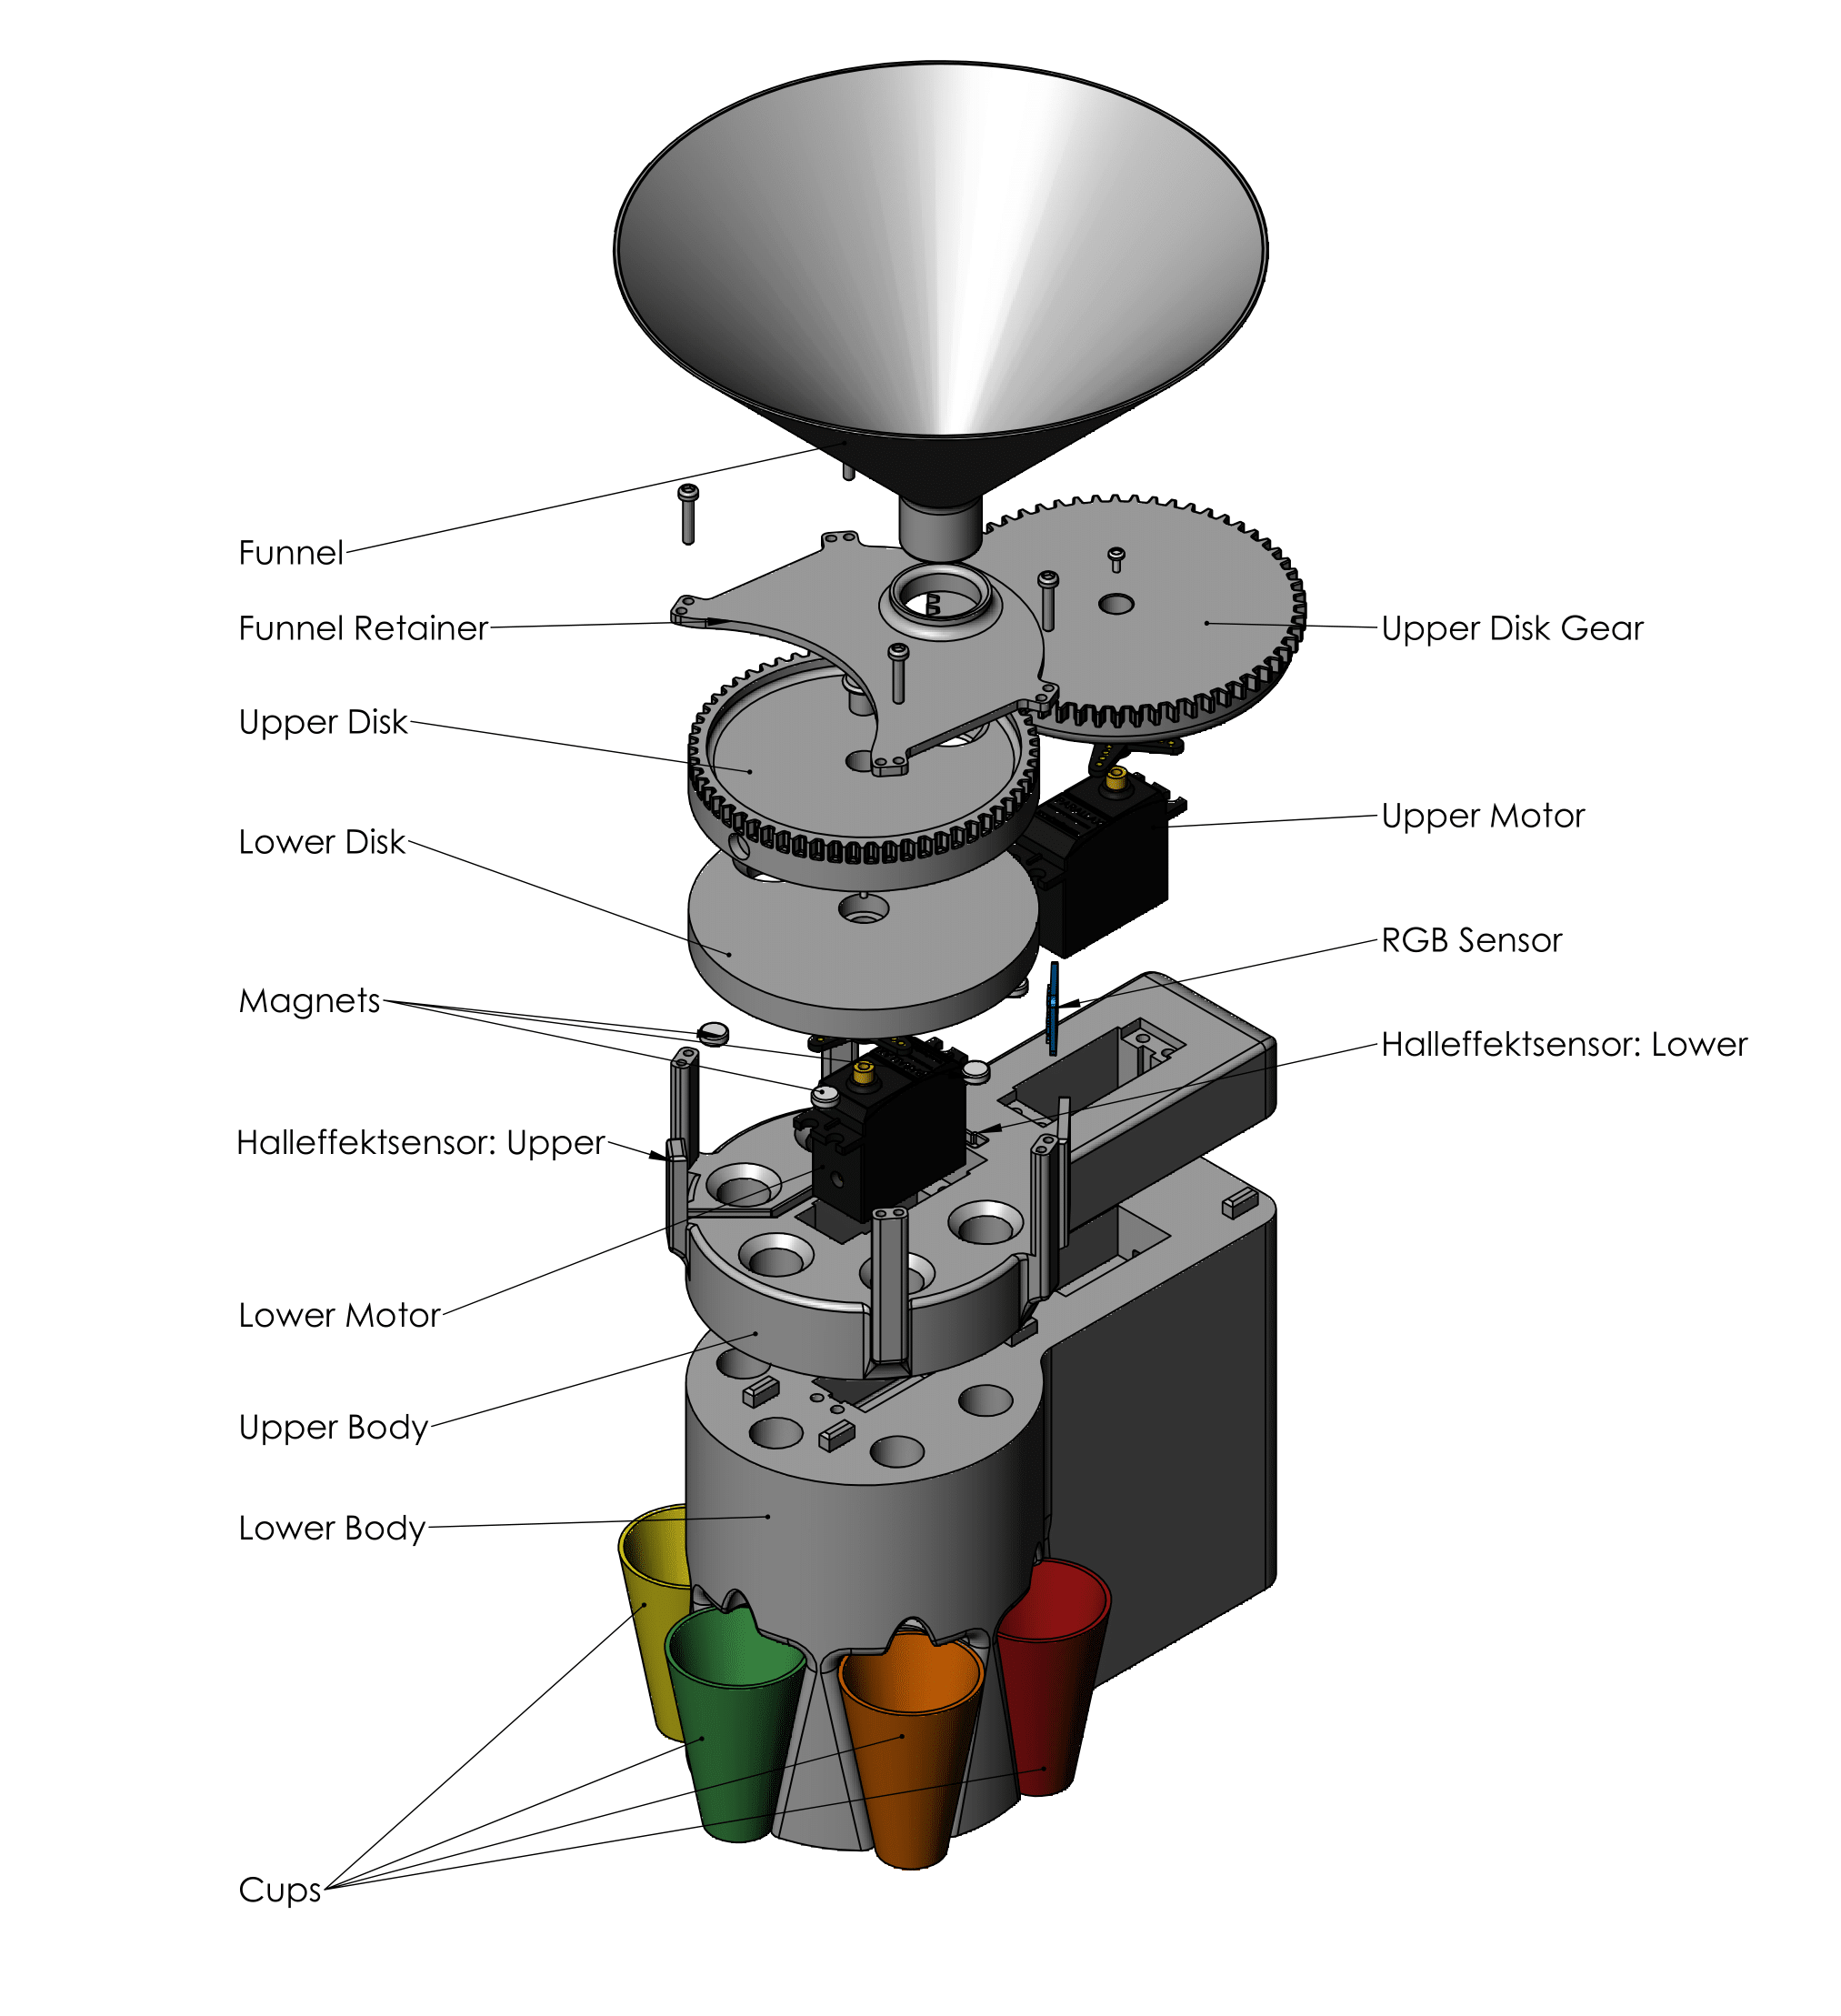 Funnel
Funnel Retainer
Upper Disk Gear
Upper Disk
Upper Motor
Lower Disk
RGB Sensor
Magnets
Halleffektsensor: Lower
Halleffektsensor: Upper
Lower Motor
Upper Body
Lower Body
Cups